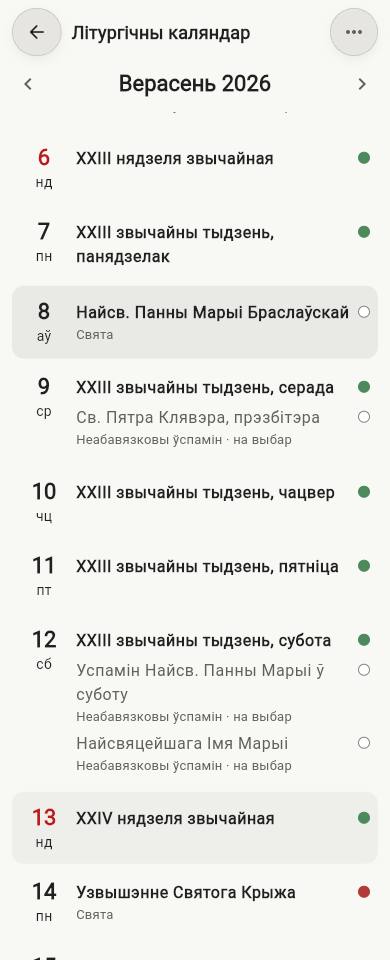 Літургічны каляндар
Верасень 2026
6
нд
XXIII нядзеля звычайная
7
пн
XXIII звычайны тыдзень,
панядзелак
8
аў
Найсв. Панны Марыі Браслаўскай
Свята
9
ср
XXIII звычайны тыдзень, серада
Св. Пятра Клявэра, прэзбітэра
Неабавязковы ўспамін · на выбар
10
чц
XXIII звычайны тыдзень, чацвер
11
пт
XXIII звычайны тыдзень, пятніца
12
сб
XXIII звычайны тыдзень, субота
Успамін Найсв. Панны Марыі ў
суботу
Неабавязковы ўспамін · на выбар
Найсвяцейшага Імя Марыі
Неабавязковы ўспамін · на выбар
13
нд
XXIV нядзеля звычайная
14
пн
Узвышэнне Святога Крыжа
Свята